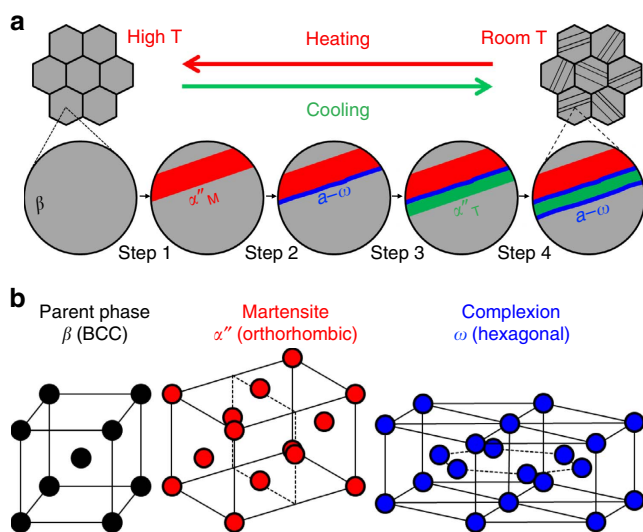 a
High T
Heating
Room T
Cooling
β
α″ M
a–ω
α″ T
a–ω
Step 1
Step 2
Step 3
Step 4
b
Parent phase
β (BCC)
Martensite
α″ (orthorhombic)
Complexion
ω (hexagonal)